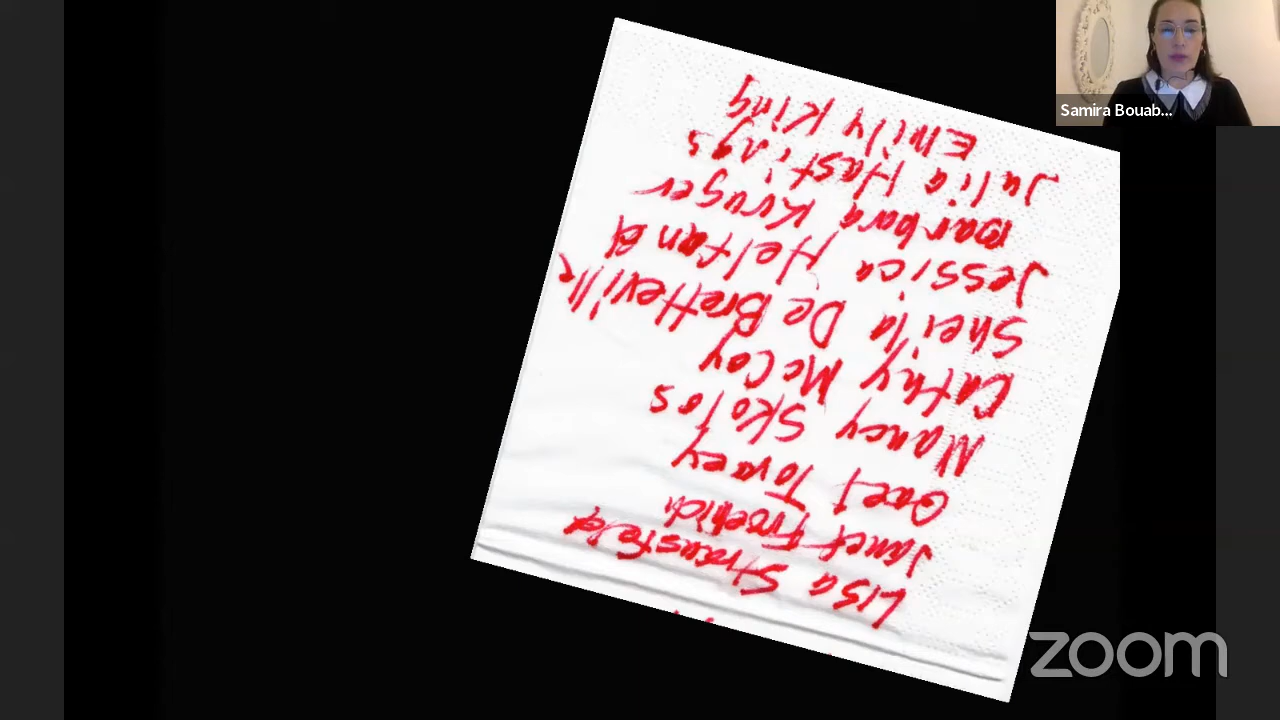 Lisa Strausfeld
Janet Froelich
Gael Towey
Nancy Skolos
Cathy McCoy
Sheila De Bretteville
Jessica Helfand
Barbara Kruger
Julia Hastings
Emily King
Samira Bouab...
zoom